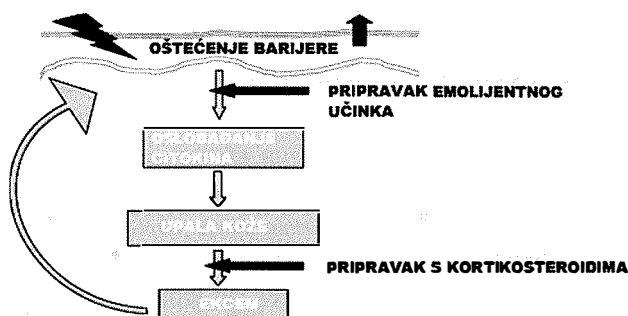 OŠTEĆENJE BARIJERE
PRIPRAVAK EMOLIJENTNOG
UČINKA
OSLOBAĐANJE
CITOKINA
UPALA KOŽE
PRIPRAVAK S KORTIKOSTEROIDIMA
EKCEM